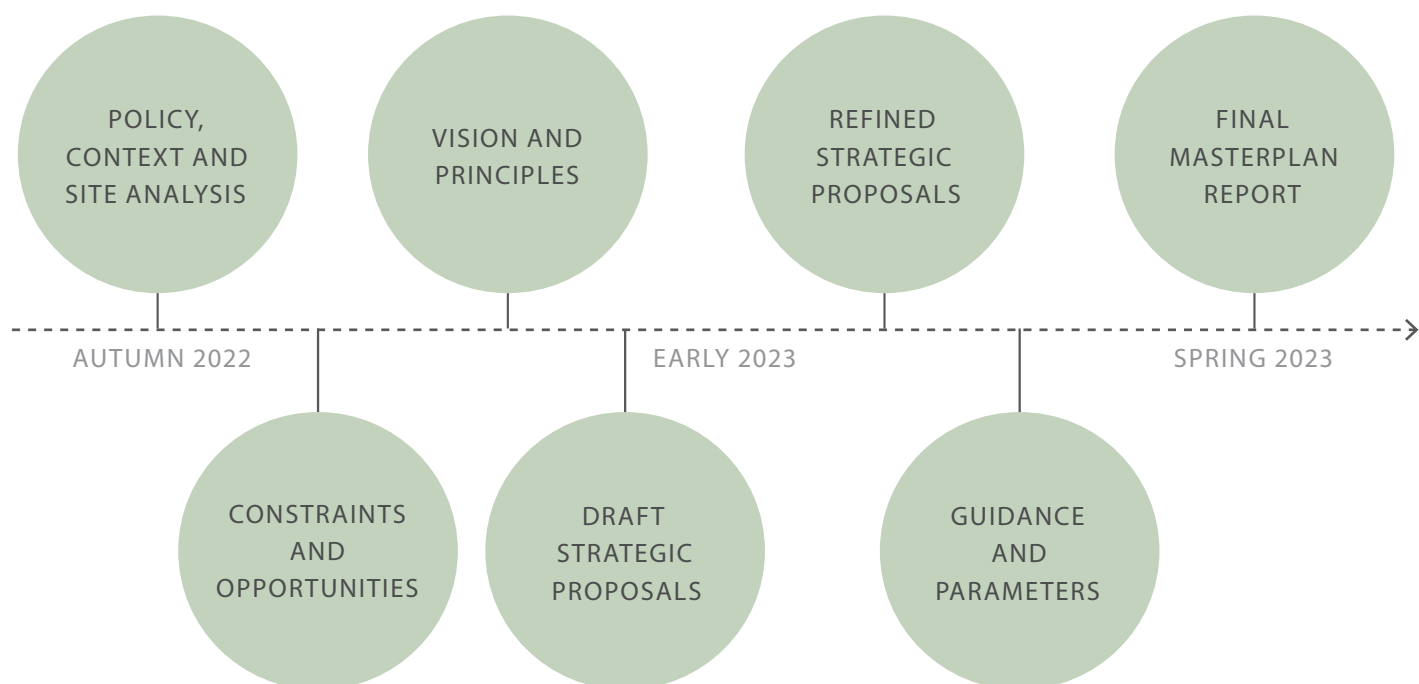 POLICY,
CONTEXT AND
SITE ANALYSIS
VISION AND
PRINCIPLES
REFINED
STRATEGIC
PROPOSALS
FINAL
MASTERPLAN
REPORT
AUTUMN 2022
EARLY 2023
SPRING 2023
CONSTRAINTS
AND
OPPORTUNITIES
DRAFT
STRATEGIC
PROPOSALS
GUIDANCE
AND
PARAMETERS